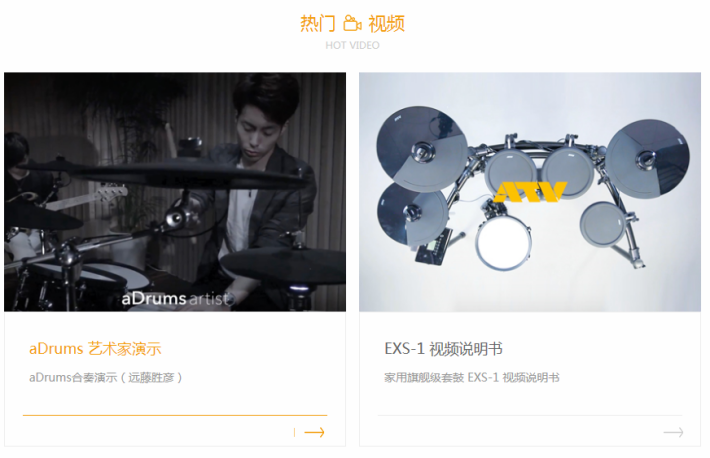 热门 视频
HOT VIDEO
aDrums artist
ATV
aDrums 艺术家演示
aDrums合奏演示（远藤胜彦）
EXS-1 视频说明书
家用旗舰级套鼓 EXS-1 视频说明书